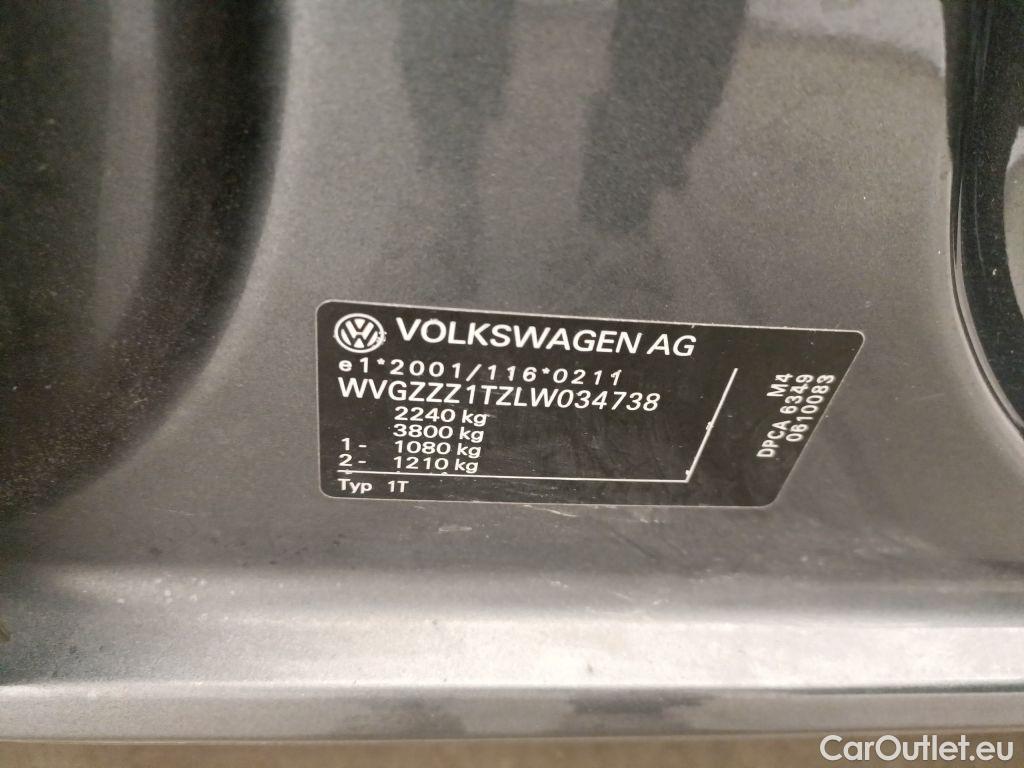 VOLKSWAGEN AG
e1*2001/116*0211
WVGZZZ1TZLW034738
2240 kg
3800 kg
1- 1080 kg
2- 1210 kg
Typ 1T
M4
DPCA 6349
0610083
CarOutlet.eu